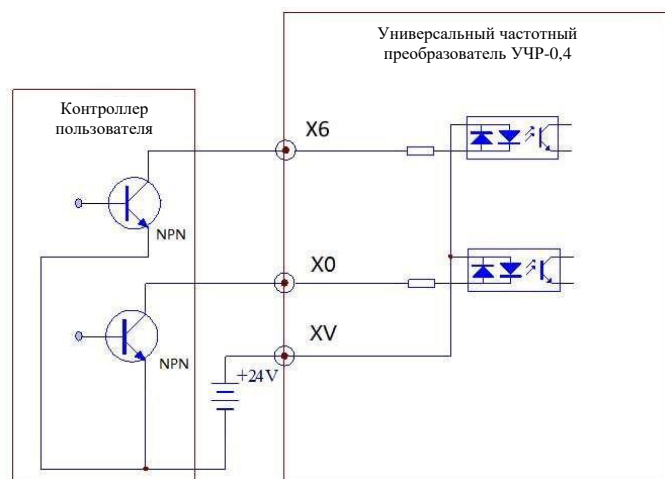 Универсальный частотный
преобразователь УЧР-0,4
Контроллер
пользователя
X6
NPN
X0
XV
NPN
+24V